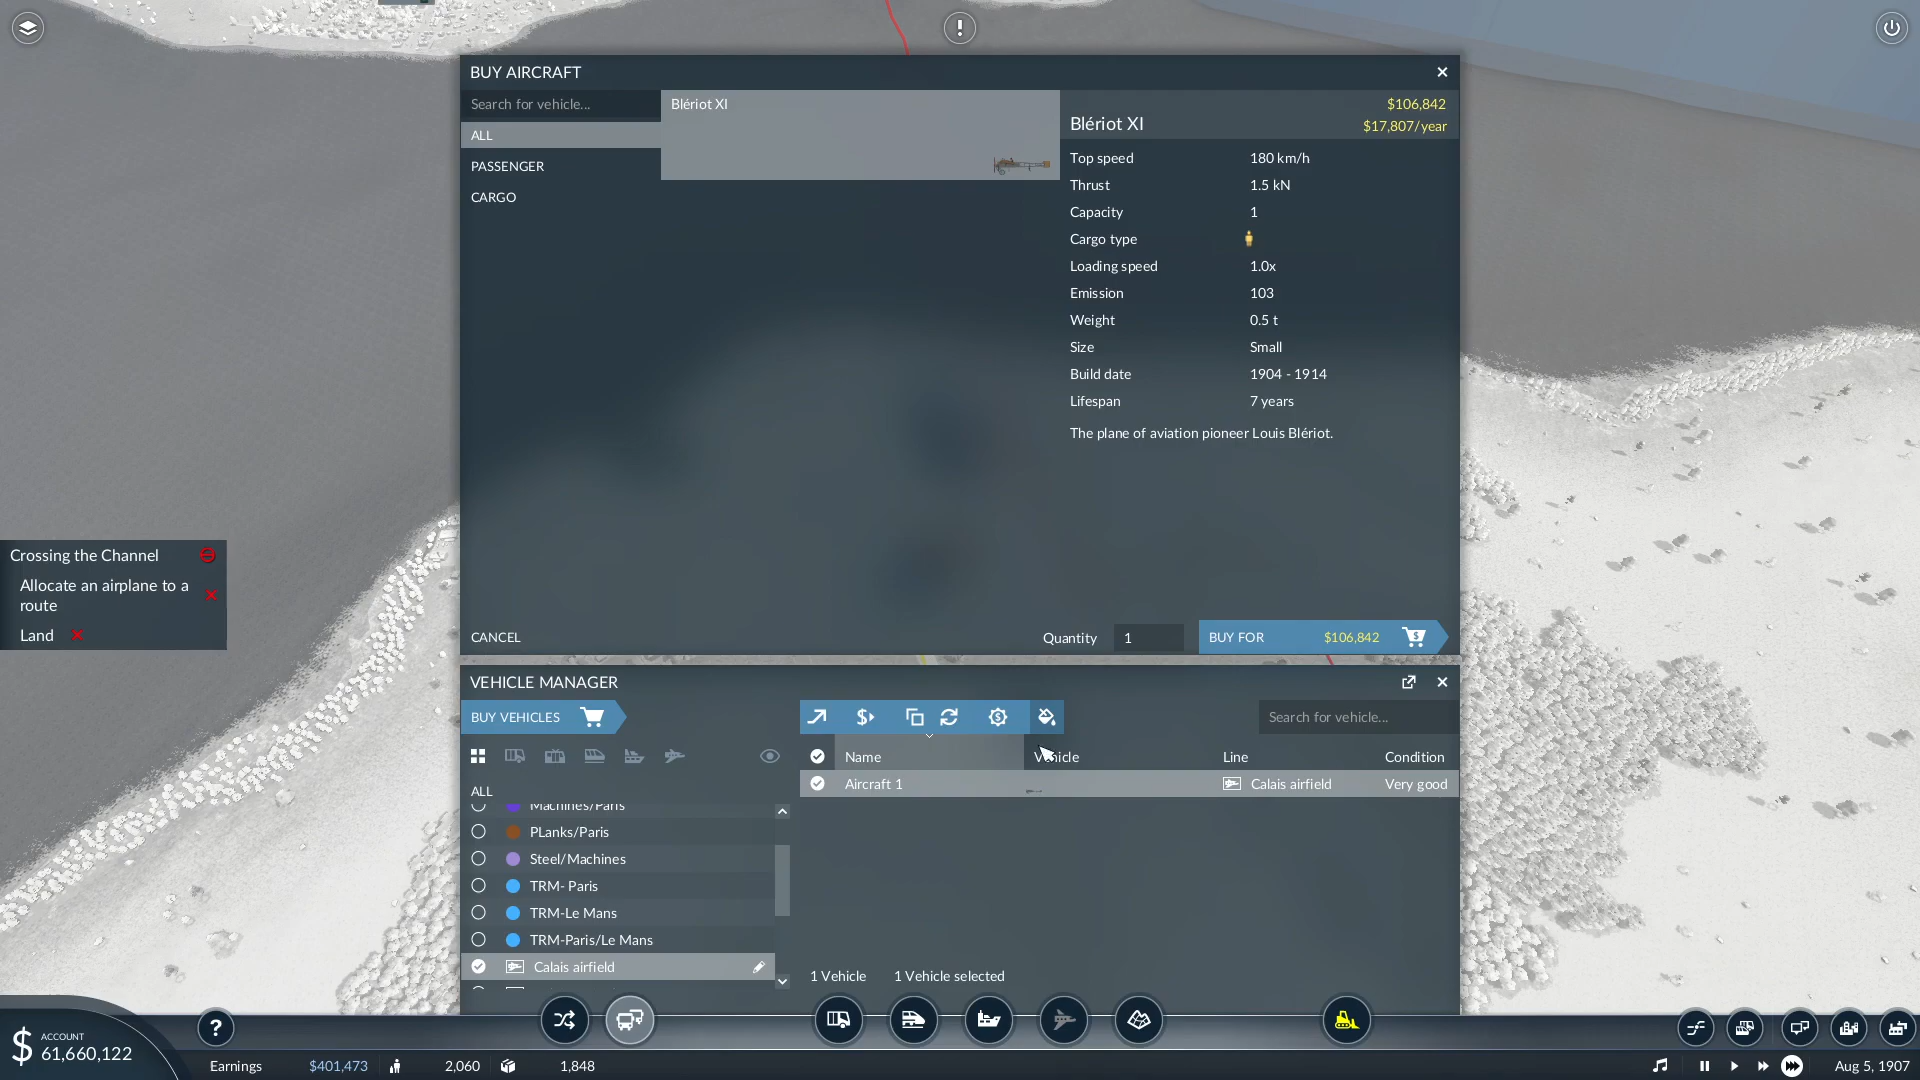 BUY AIRCRAFT
Search for vehicle...
ALL
PASSENGER
CARGO
Blériot XI
Blériot XI
$106,842
$17,807/year
Top speed 180 km/h
Thrust 1.5 kN
Capacity 1
Cargo type
Loading speed 1.0x
Emission 103
Weight 0.5 t
Size Small
Build date 1904 - 1914
Lifespan 7 years
The plane of aviation pioneer Louis Blériot.
CANCEL
Quantity 1
BUY FOR $106,842
Crossing the Channel
Allocate an airplane to a
route
Land
VEHICLE MANAGER
BUY VEHICLES
Search for vehicle...
ALL
Machines/Paris
PLanks/Paris
Steel/Machines
TRM- Paris
TRM-Le Mans
TRM-Paris/Le Mans
Calais airfield
Name Line Condition
Aircraft 1 Calais airfield Very good
1 Vehicle 1 Vehicle selected
ACCOUNT
$ 61,660,122
?
Earnings $401,473 2,060 1,848
Aug 5, 1907